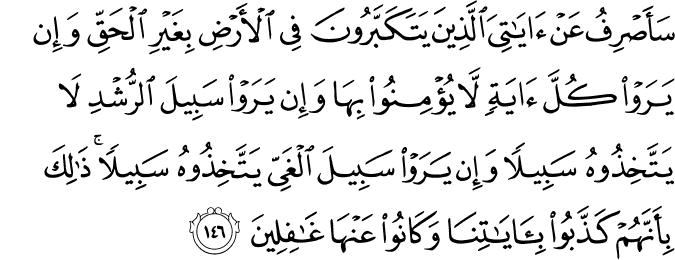 سَأَصْرِفُ عَنْ ءَايَٰتِىَ ٱلَّذِينَ يَتَكَبَّرُونَ فِى ٱلْأَرْضِ بِغَيْرِ ٱلْحَقِّ وَإِن
يَرَوْا۟ كُلَّ ءَايَةٍ لَّا يُؤْمِنُوا۟ بِهَا وَإِن يَرَوْا۟ سَبِيلَ ٱلرُّشْدِ لَا
يَتَّخِذُوهُ سَبِيلًا وَإِن يَرَوْا۟ سَبِيلَ ٱلْغَىِّ يَتَّخِذُوهُ سَبِيلًا ۚ ذَٰلِكَ
بِأَنَّهُمْ كَذَّبُوا۟ بِـَٔايَٰتِنَا وَكَانُوا۟ عَنْهَا غَٰفِلِينَ ١٤٦